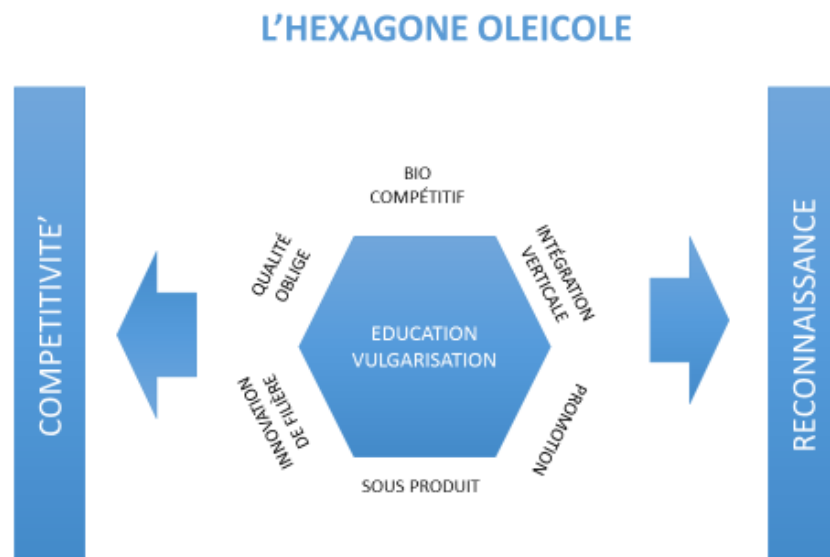 L'HEXAGONE OLEICOLE
COMPETITIVITE’
BIO
COMPÉTITIF
QUALITÉ
OBLIGE
INTÉGRATION
VERTICALE
EDUCATION
VULGARISATION
INNOVATION
DE FILIÈRE
PROMOTION
SOUS PRODUIT
RECONNAISSANCE